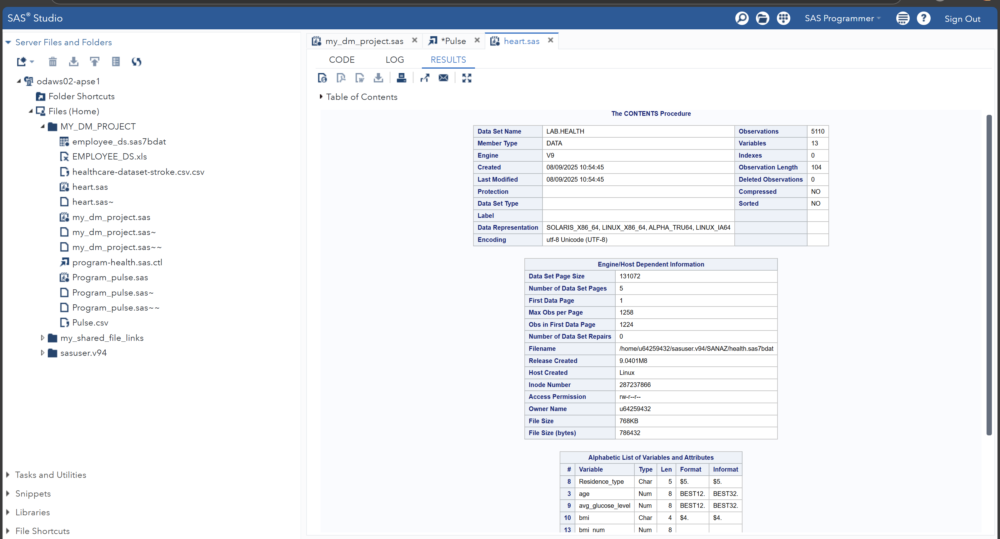 SAS® Studio
SAS Programmer
Sign Out
Server Files and Folders
odaws02-apse1
Folder Shortcuts
Files (Home)
MY_DM_PROJECT
employee_ds.sas7bdat
EMPLOYEE_DS.xls
healthcare-dataset-stroke.csv.csv
heart.sas
heart.sas~
my_dm_project.sas
my_dm_project.sas~
my_dm_project.sas~~
program-health.sas.ctl
Program_pulse.sas
Program_pulse.sas~
Program_pulse.sas~~
Pulse.csv
my_shared_file_links
sasuser.v94
Tasks and Utilities
Snippets
Libraries
File Shortcuts
my_dm_project.sas *Pulse heart.sas
CODE LOG RESULTS
Table of Contents
The CONTENTS Procedure
Data Set Name LAB.HEALTH Observations 5110
Member Type DATA Variables 13
Engine V9 Indexes 0
Created 08/09/2025 10:54:45 Observation Length 104
Last Modified 08/09/2025 10:54:45 Deleted Observations 0
Protection Compressed NO
Data Set Type Sorted NO
Label
Data Representation SOLARIS_X86_64, LINUX_X86_64, ALPHA_TRU64, LINUX_IA64
Encoding utf-8 Unicode (UTF-8)
Engine/Host Dependent Information
Data Set Page Size 131072
Number of Data Set Pages 5
First Data Page 1
Max Obs per Page 1258
Obs in First Data Page 1224
Number of Data Set Repairs 0
Filename /home/u64259432/sasuser.v94/SANAZ/health.sas7bdat
Release Created 9.0401M8
Host Created Linux
Inode Number 287237866
Access Permission rw-r--r--
Owner Name u64259432
File Size 768KB
File Size (bytes) 786432
Alphabetic List of Variables and Attributes
# Variable Type Len Format Informat
8 Residence_type Char 5 $5. $5.
3 age Num 8 BEST12. BEST32.
9 avg_glucose_level Num 8 BEST12. BEST32.
10 bmi Char 4 $4. $4.
13 bmi_num Num 8